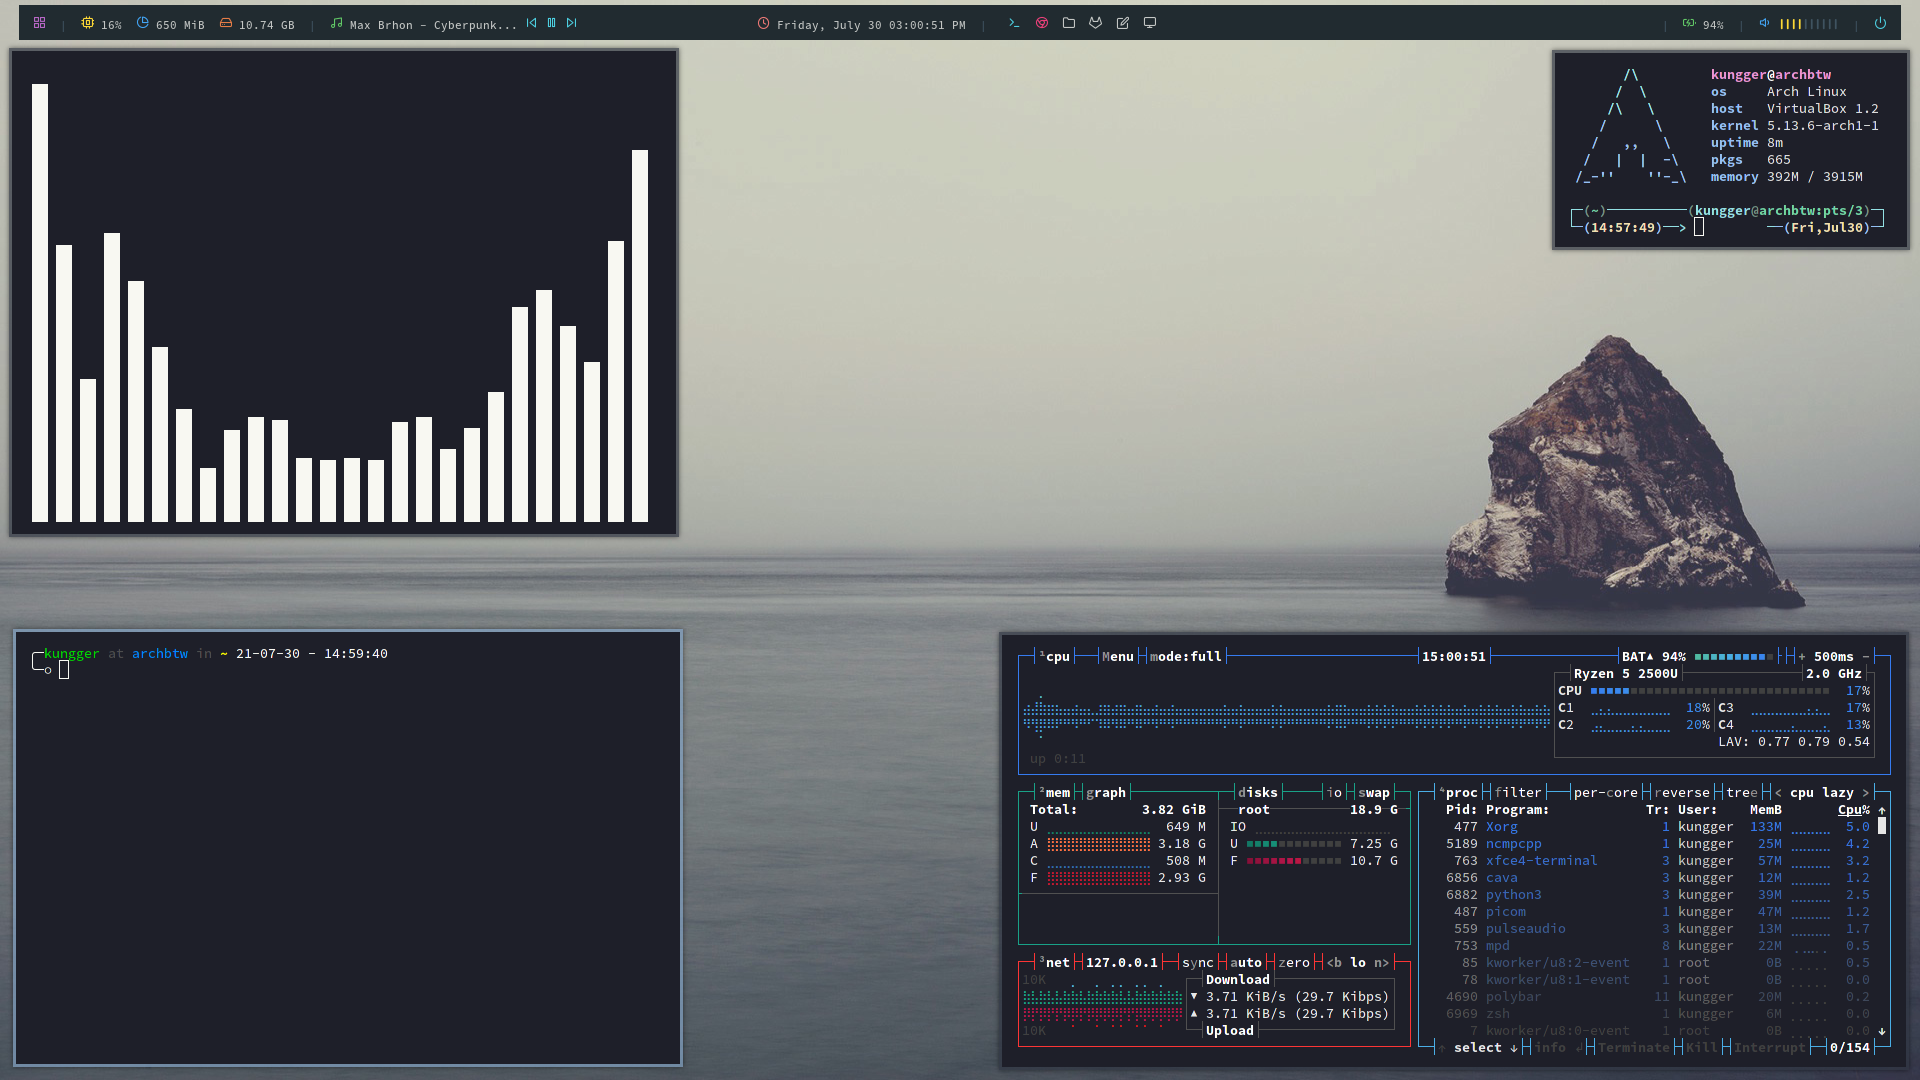 16% 650 MiB 10.74 GB Max Brhon - Cyberpunk... Friday, July 30 03:00:51 PM 94%
kungger@archbtw
os Arch Linux
host VirtualBox 1.2
kernel 5.13.6-arch1-1
uptime 8m
pkgs 665
memory 392M / 3915M
(~) (kungger@archbtw:pts/3)
(14:57:49)—> —(Fri,Jul30)
kungger at archbtw in ~ 21-07-30 - 14:59:40
¹cpu Menu mode:full 15:00:51 BAT▲ 94% + 500ms -
Ryzen 5 2500U 2.0 GHz
CPU 17%
C1 18% C3 17%
C2 20% C4 13%
LAV: 0.77 0.79 0.54
up 0:11
²mem graph disks io swap
Total: 3.82 GiB root 18.9 G
U 649 M IO
A 3.18 G U 7.25 G
C 508 M F 10.7 G
F 2.93 G
³net 127.0.0.1 sync auto zero <b lo n>
10K Download
▼ 3.71 KiB/s (29.7 Kibps)
▲ 3.71 KiB/s (29.7 Kibps)
10K Upload
⁴proc filter per-core reverse tree < cpu lazy >
Pid: Program: Tr: User: MemB Cpu% ↑
477 Xorg 1 kungger 133M 5.0
5189 ncmpcpp 1 kungger 25M 4.2
763 xfce4-terminal 3 kungger 57M 3.2
6856 cava 3 kungger 12M 1.2
6882 python3 3 kungger 39M 2.5
487 picom 1 kungger 47M 1.2
559 pulseaudio 3 kungger 13M 1.7
753 mpd 8 kungger 22M 0.5
85 kworker/u8:2-event 1 root 0B 0.5
78 kworker/u8:1-event 1 root 0B 0.0
4690 polybar 11 kungger 20M 0.2
6969 zsh 1 kungger 6M 0.0
7 kworker/u8:0-event 1 root 0B 0.0 ↓
↑ select ↓ info ↲ Terminate Kill Interrupt 0/154